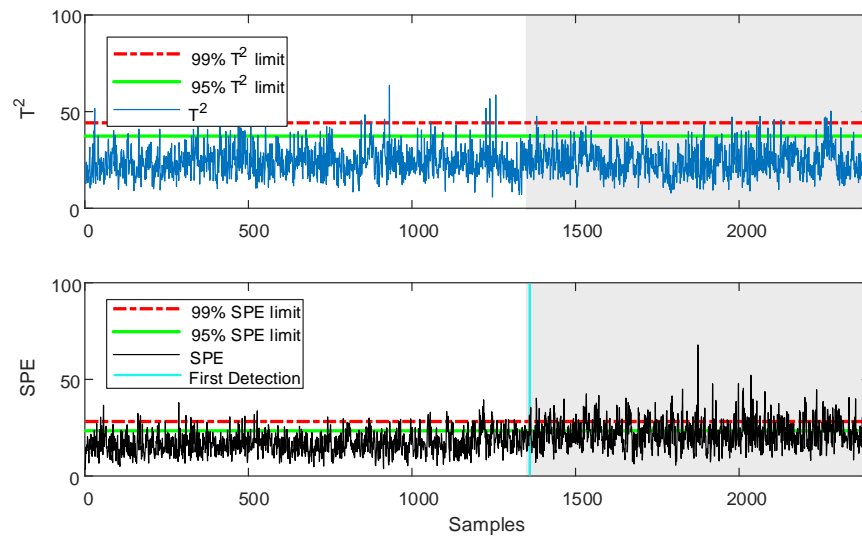 100
50
0
T²
99% T² limit
95% T² limit
T²
0 500 1000 1500 2000
100
50
0
SPE
99% SPE limit
95% SPE limit
SPE
First Detection
0 500 1000 1500 2000
Samples